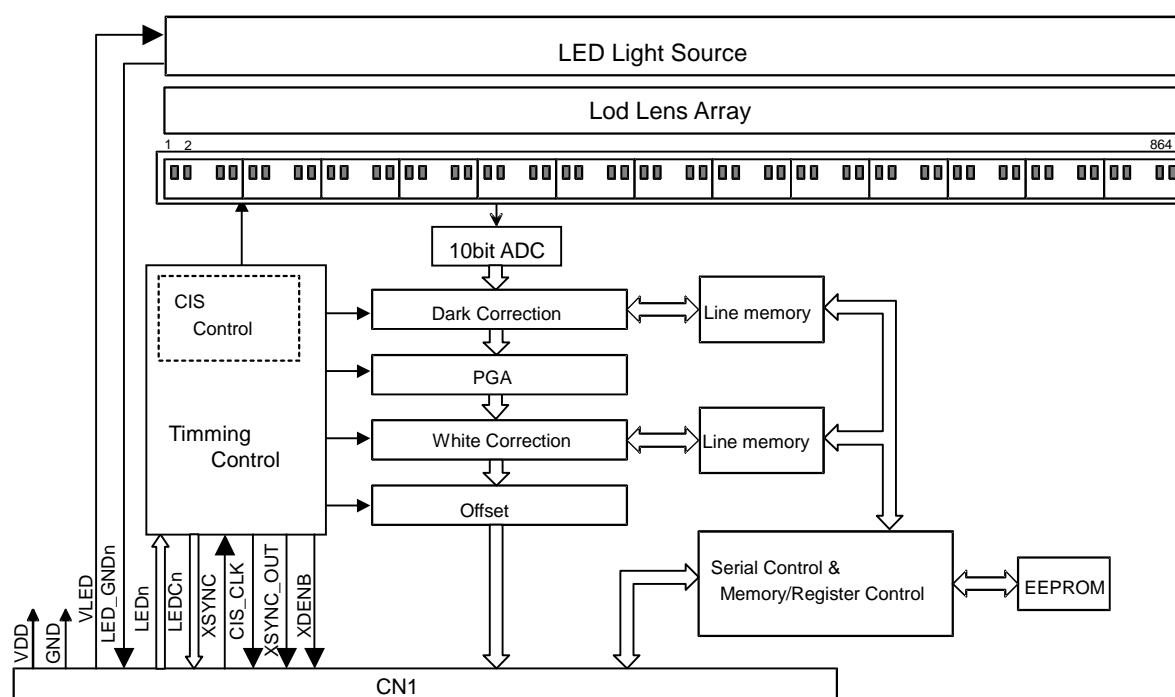 LED Light Source
Lod Lens Array
1 2 864
10bit ADC
CIS
Control
Dark Correction
Line memory
PGA
Timming
Control
White Correction
Line memory
Offset
Serial Control &
Memory/Register Control
EEPROM
VDD
GND
VLED
LED_GNDn
LEDn
LEDCn
XSYNC
CIS_CLK
XSYNC_OUT
XDENB
CN1